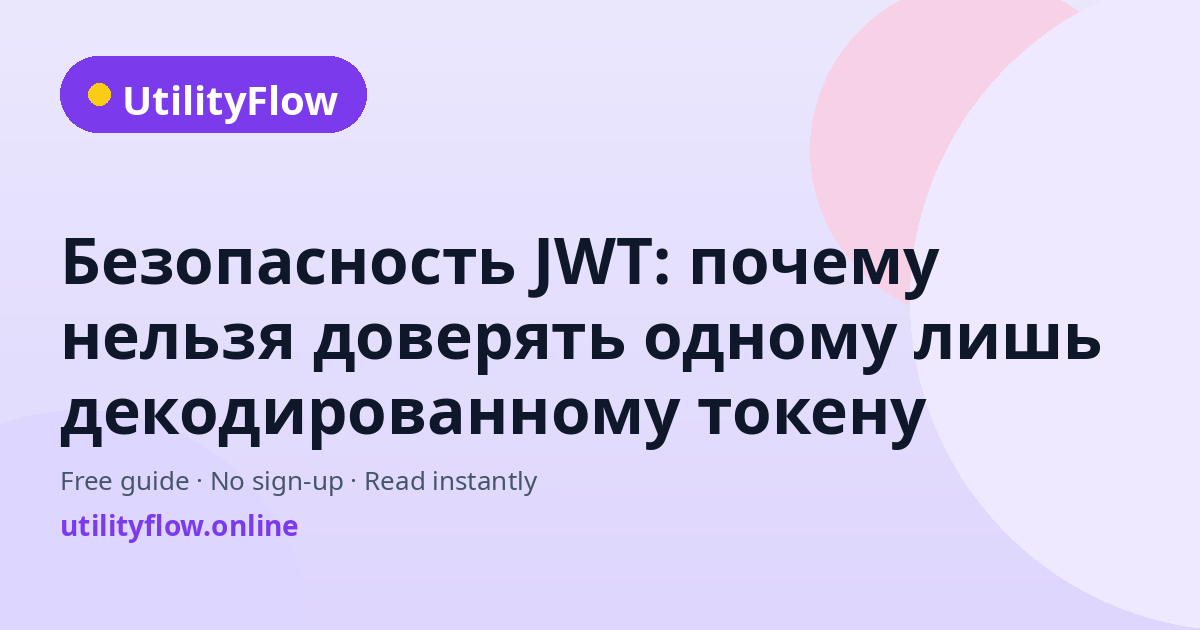 UtilityFlow
Безопасность JWT: почему
нельзя доверять одному лишь
декодированному токену
Free guide · No sign-up · Read instantly
utilityflow.online